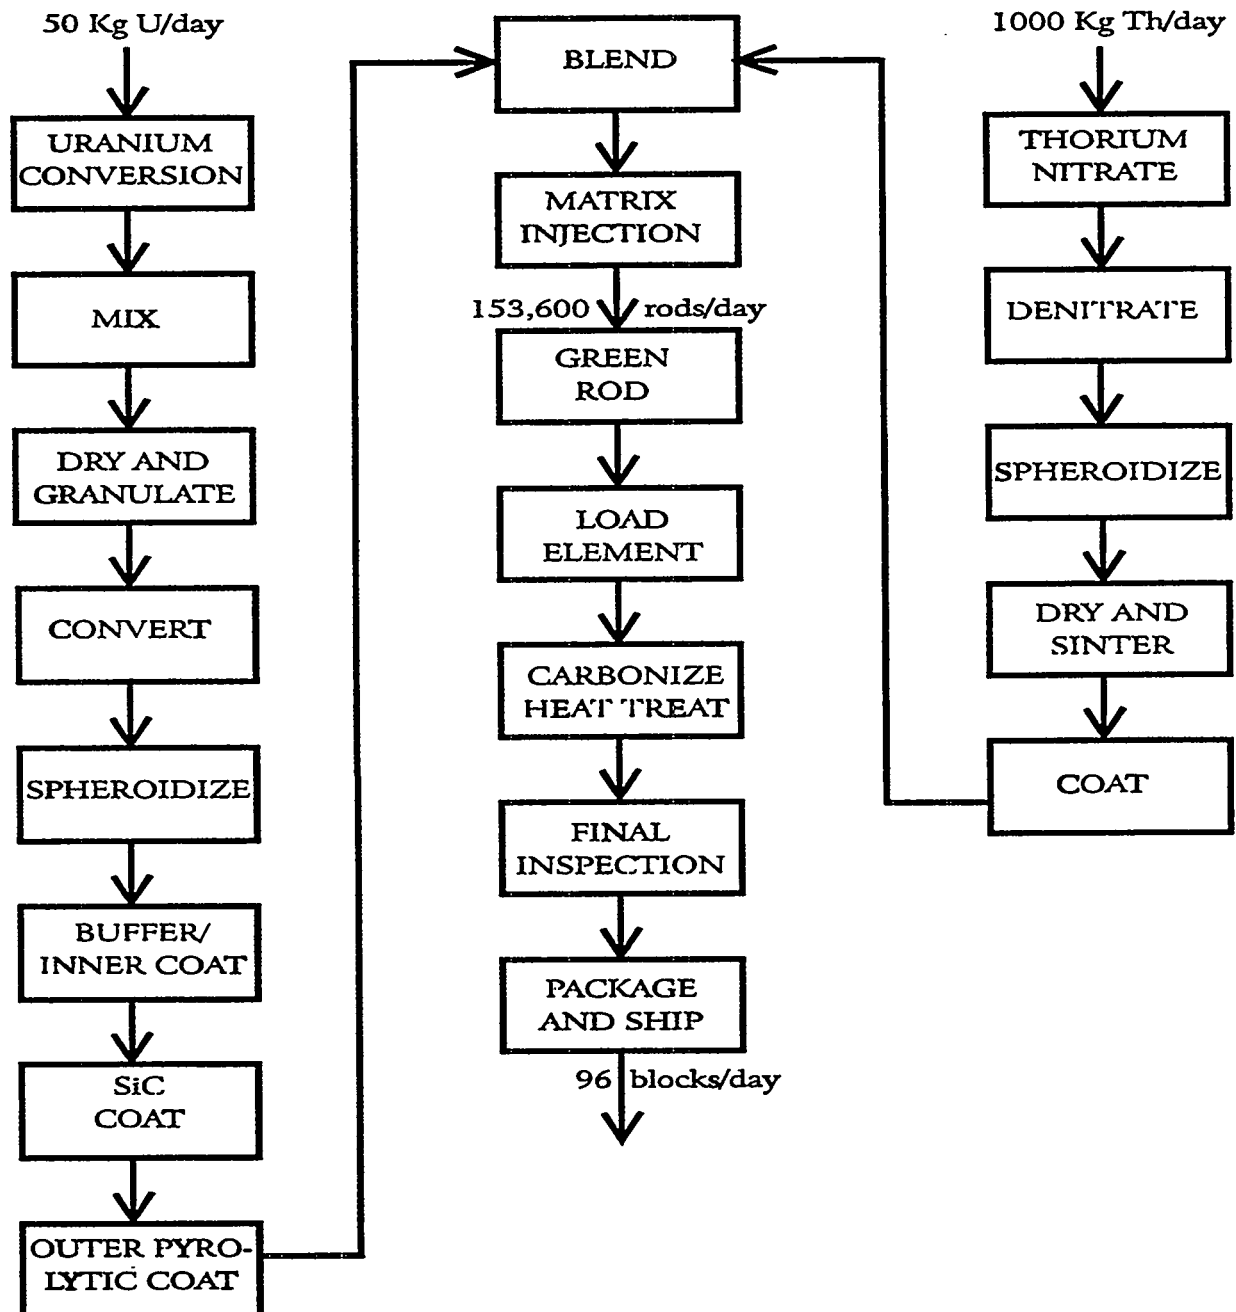 50 Kg U/day
URANIUM
CONVERSION
MIX
DRY AND
GRANULATE
CONVERT
SPHEROIDIZE
BUFFER/
INNER COAT
SiC
COAT
OUTER PYRO-
LYTIC COAT
BLEND
MATRIX
INJECTION
153,600 rods/day
GREEN
ROD
LOAD
ELEMENT
CARBONIZE
HEAT TREAT
FINAL
INSPECTION
PACKAGE
AND SHIP
96 blocks/day
1000 Kg Th/day
THORIUM
NITRATE
DENITRATE
SPHEROIDIZE
DRY AND
SINTER
COAT